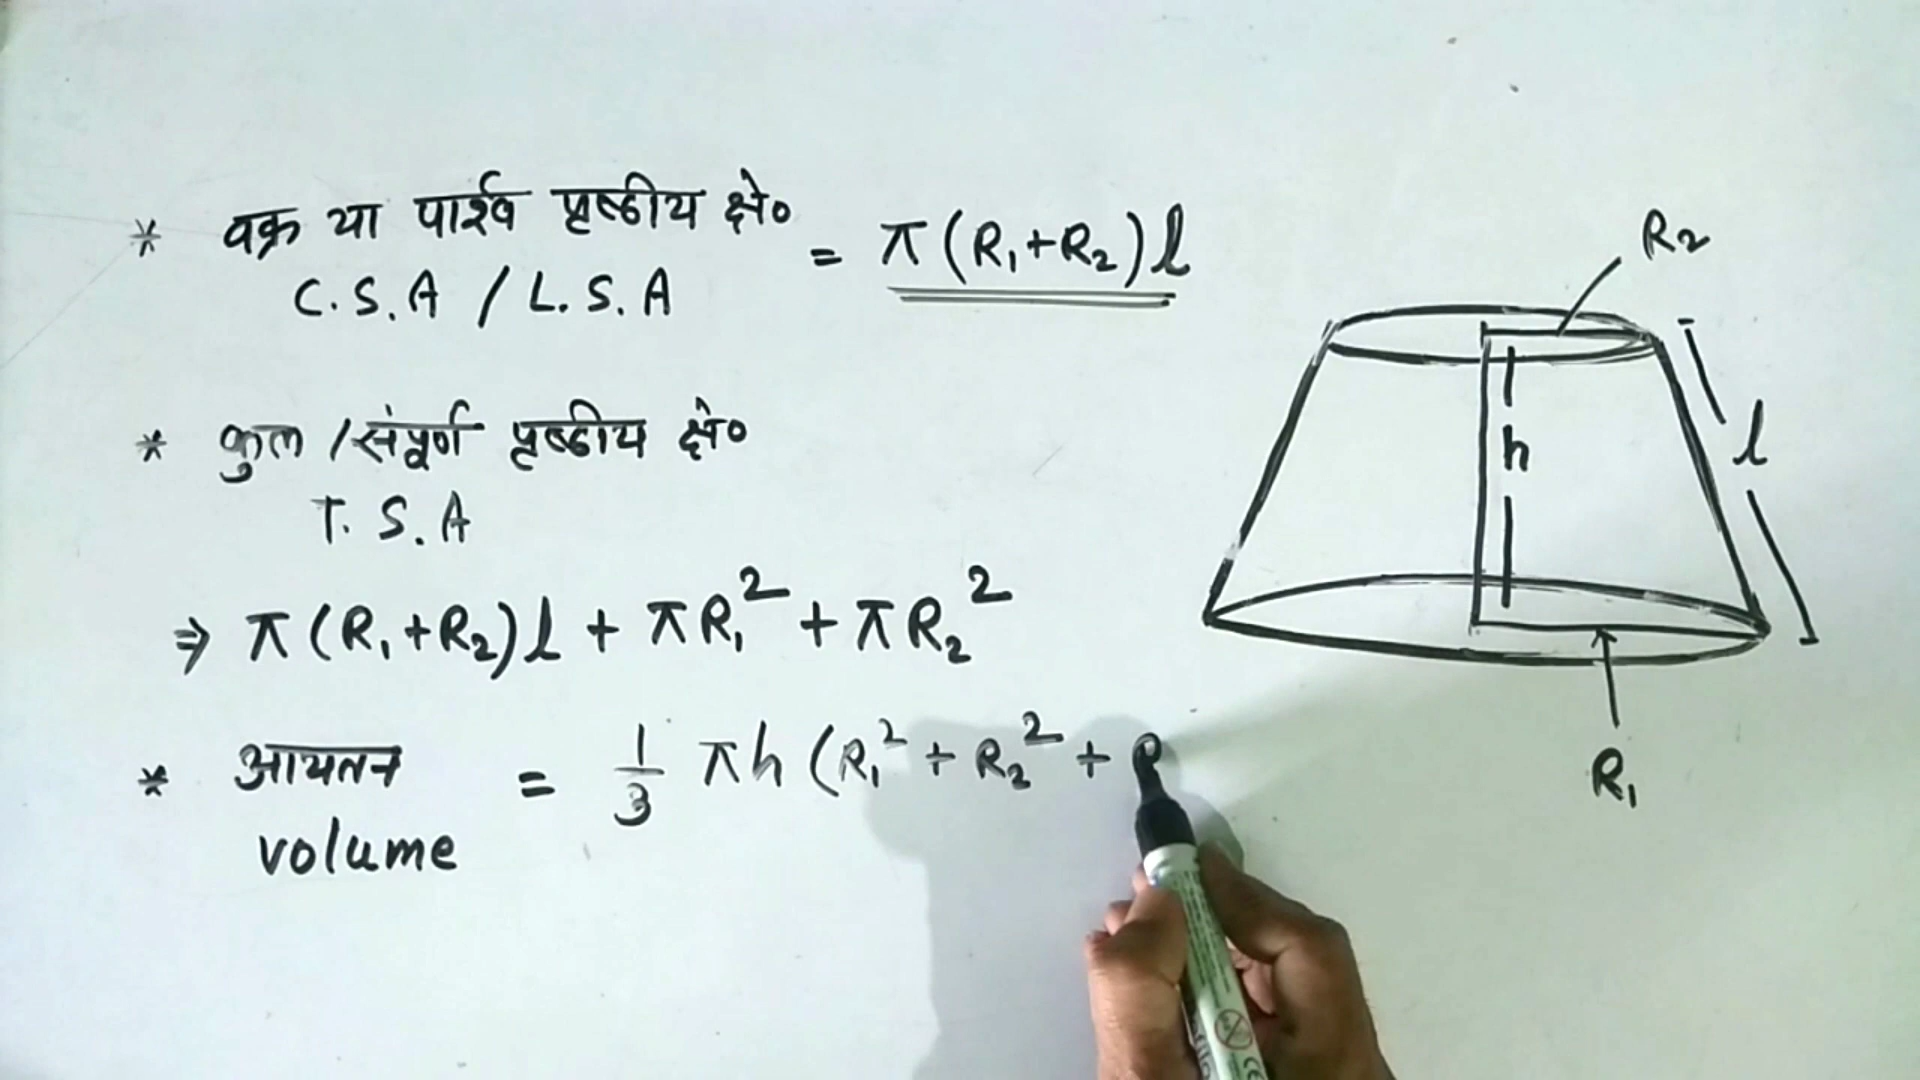 * वक्र या पार्श्व पृष्ठीय क्षे०
C.S.A / L.S.A = π(R₁+R₂)l
* कुल /संपूर्ण पृष्ठीय क्षे०
T.S.A
⇒ π(R₁+R₂)l + πR₁² + πR₂²
* आयतन = 1/3 πh (R₁² + R₂² + R
volume
R₂
l
h
R₁